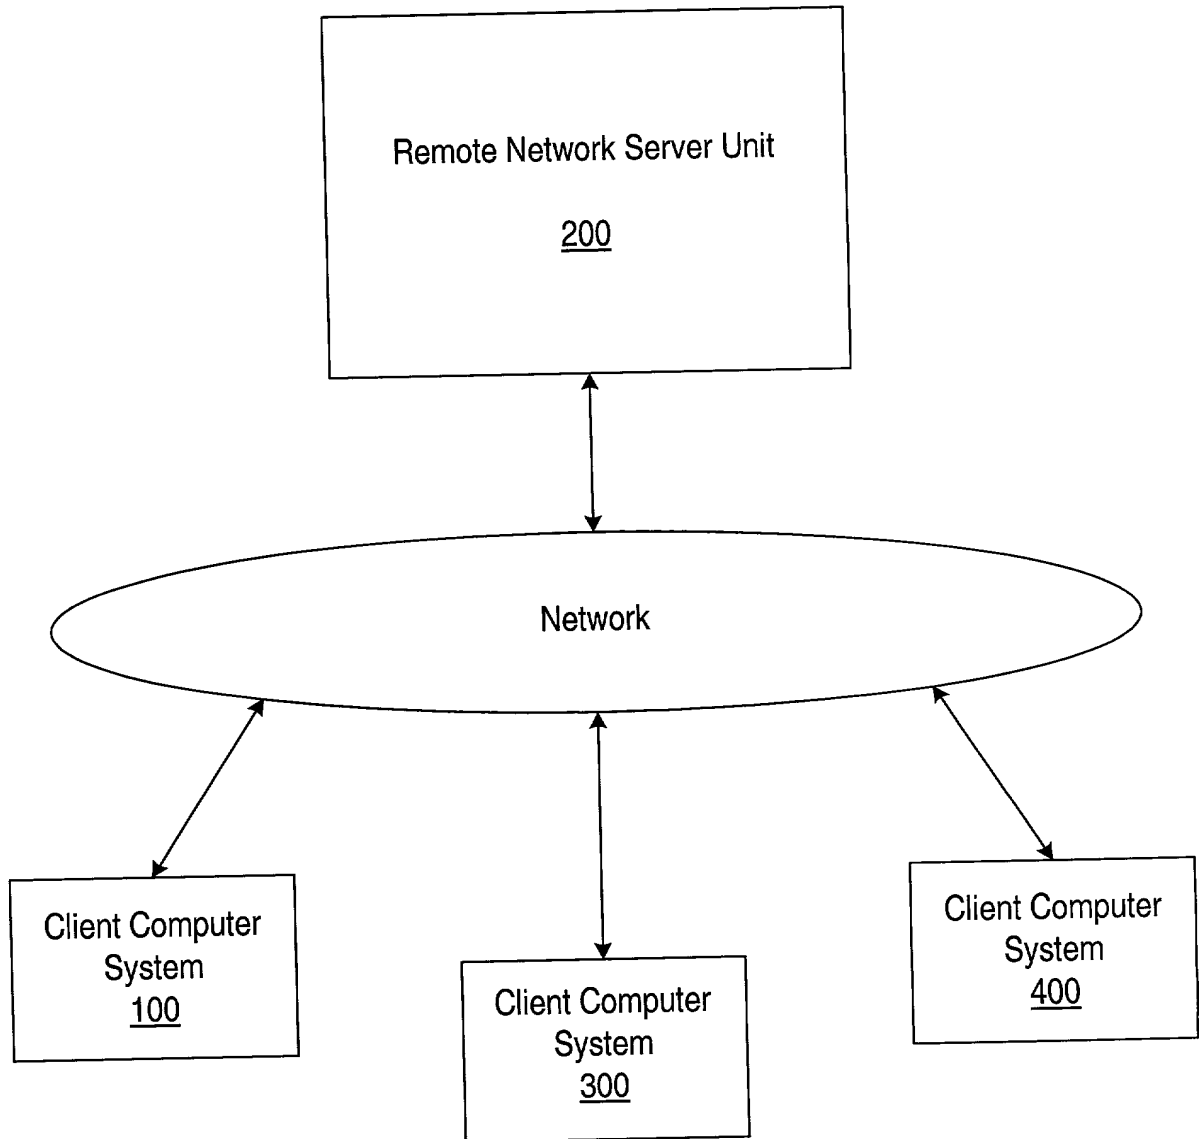 Remote Network Server Unit
200
Network
Client Computer
System
100
Client Computer
System
300
Client Computer
System
400